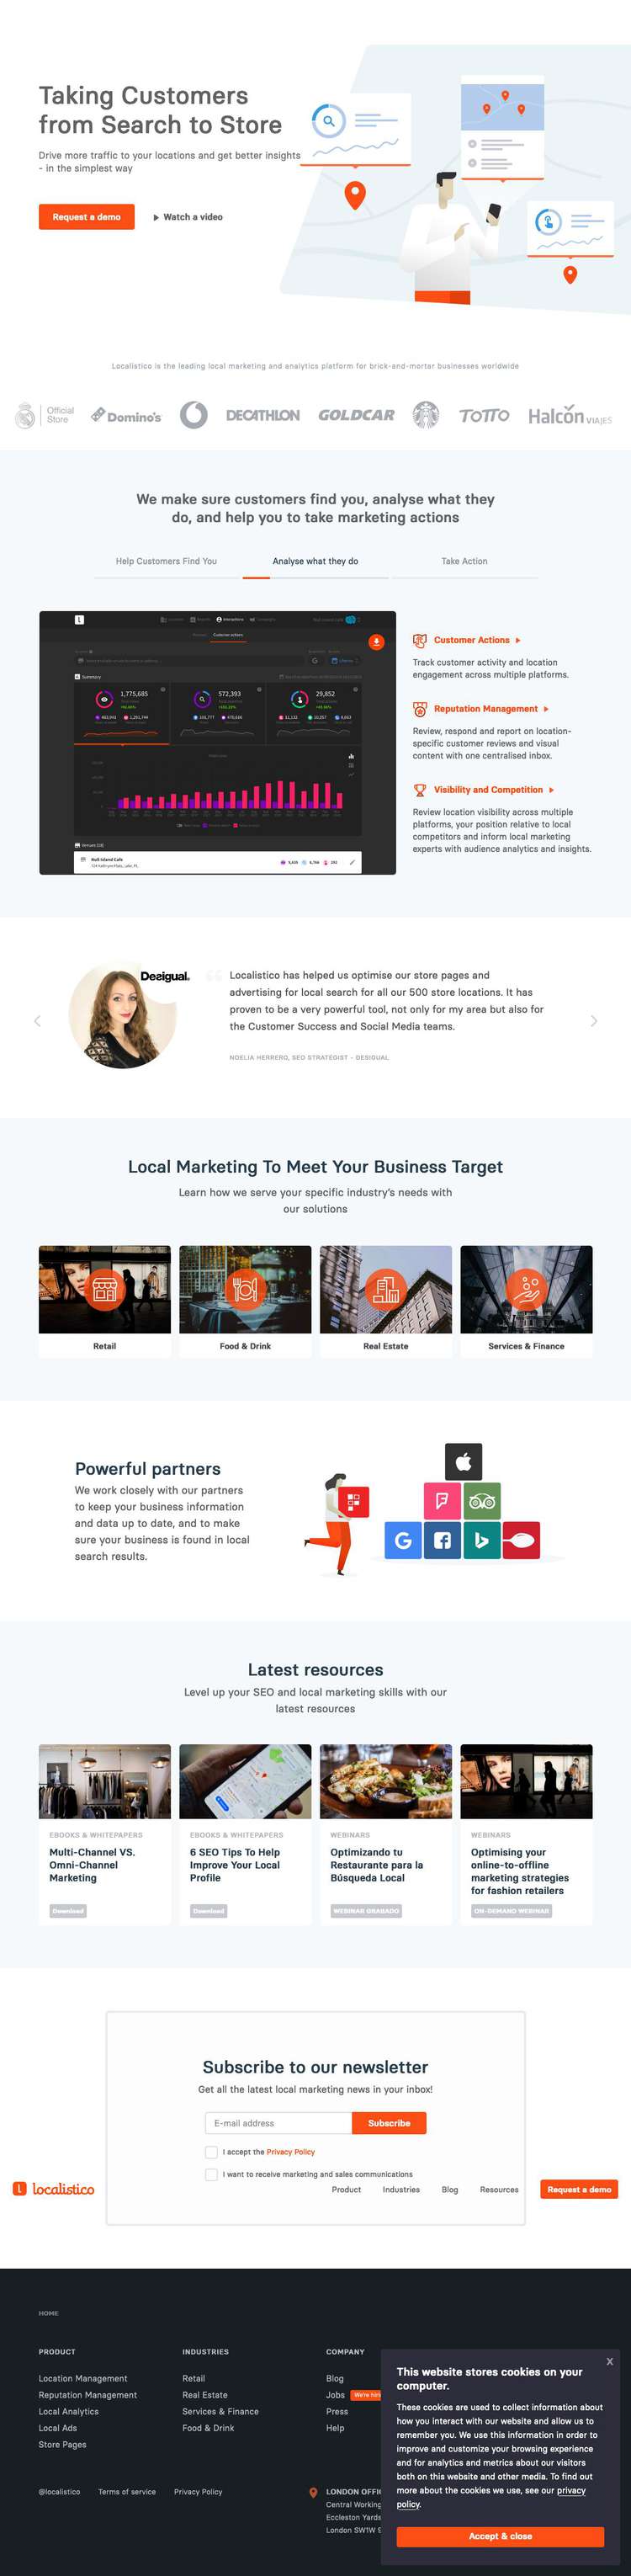 Taking Customers
from Search to Store
Drive more traffic to your locations and get better insights
- in the simplest way
Request a demo
Watch a video
Localistico is the leading local marketing and analytics platform for brick-and-mortar businesses worldwide
Official
Store
Domino's
DECATHLON
GOLDCAR
TOTTO
Halcón VIAJES
We make sure customers find you, analyse what they
do, and help you to take marketing actions
Help Customers Find You
Analyse what they do
Take Action
Customer actions
Summary
1,775,685
572,393
29,852
Customer Actions
Track customer activity and location
engagement across multiple platforms.
Reputation Management
Review, respond and report on location-
specific customer reviews and visual
content with one centralised inbox.
Visibility and Competition
Review location visibility across multiple
platforms, your position relative to local
competitors and inform local marketing
experts with audience analytics and insights.
Desigual.
Localistico has helped us optimise our store pages and
advertising for local search for all our 500 store locations. It has
proven to be a very powerful tool, not only for my area but also for
the Customer Success and Social Media teams.
NOELIA HERRERO, SEO STRATEGIST - DESIGUAL
Local Marketing To Meet Your Business Target
Learn how we serve your specific industry's needs with
our solutions
Retail
Food & Drink
Real Estate
Services & Finance
Powerful partners
We work closely with our partners
to keep your business information
and data up to date, and to make
sure your business is found in local
search results.
Latest resources
Level up your SEO and local marketing skills with our
latest resources
EBOOKS & WHITEPAPERS
Multi-Channel VS.
Omni-Channel
Marketing
Download
EBOOKS & WHITEPAPERS
6 SEO Tips To Help
Improve Your Local
Profile
Download
WEBINARS
Optimizando tu
Restaurante para la
Búsqueda Local
WEBINAR GRABADO
WEBINARS
Optimising your
online-to-offline
marketing strategies
for fashion retailers
ON-DEMAND WEBINAR
Subscribe to our newsletter
Get all the latest local marketing news in your inbox!
E-mail address
Subscribe
I accept the Privacy Policy
I want to receive marketing and sales communications
localistico
Product
Industries
Blog
Resources
Request a demo
HOME
PRODUCT
Location Management
Reputation Management
Local Analytics
Local Ads
Store Pages
INDUSTRIES
Retail
Real Estate
Services & Finance
Food & Drink
COMPANY
Blog
Jobs We're hiri
Press
Help
@localistico
Terms of service
Privacy Policy
LONDON OFFI
Central Working
Eccleston Yards
London SW1W
X
This website stores cookies on your
computer.
These cookies are used to collect information about
how you interact with our website and allow us to
remember you. We use this information in order to
improve and customize your browsing experience
and for analytics and metrics about our visitors
both on this website and other media. To find out
more about the cookies we use, see our privacy
policy.
Accept & close